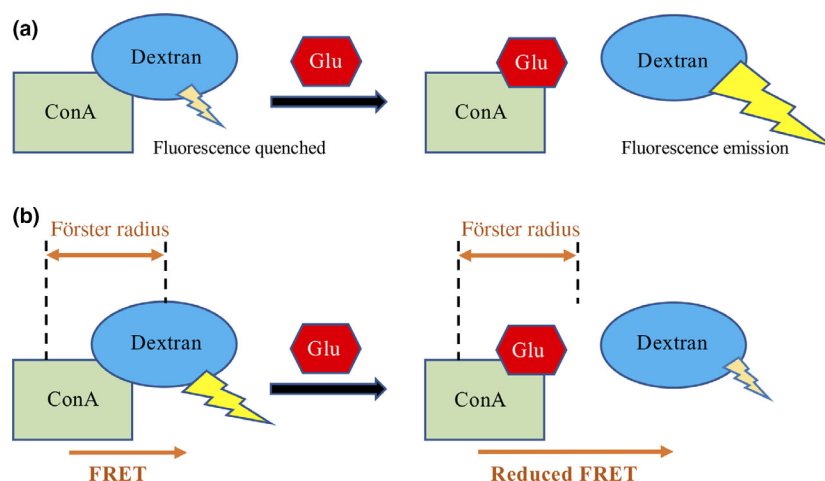 (a)
Dextran
Glu
ConA
Fluorescence quenched
Glu
Dextran
ConA
Fluorescence emission
(b)
Förster radius
Dextran
Glu
ConA
FRET
Förster radius
Glu
Dextran
ConA
Reduced FRET